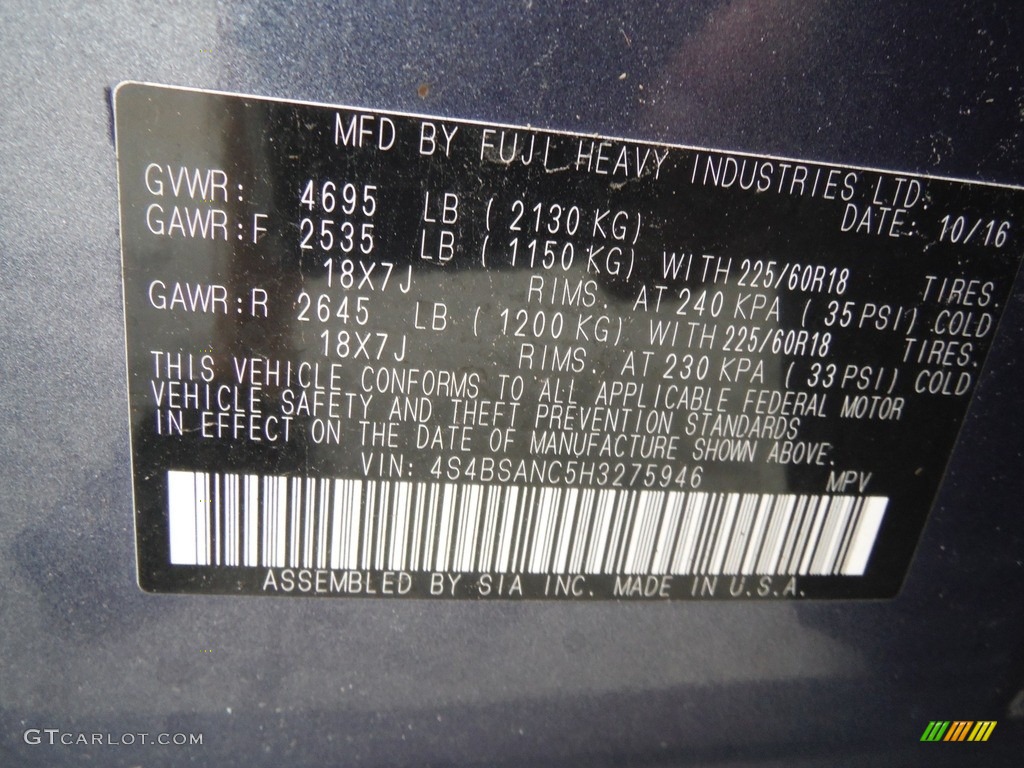 MFD BY FUJI HEAVY INDUSTRIES LTD.
DATE: 10/16
GVWR: 4695 LB ( 2130 KG)
GAWR:F 2535 LB ( 1150 KG) WITH 225/60R18 TIRES.
18X7J RIMS. AT 240 KPA ( 35 PSI) COLD
GAWR:R 2645 LB ( 1200 KG) WITH 225/60R18 TIRES.
18X7J RIMS. AT 230 KPA ( 33 PSI) COLD
THIS VEHICLE CONFORMS TO ALL APPLICABLE FEDERAL MOTOR
VEHICLE SAFETY AND THEFT PREVENTION STANDARDS
IN EFFECT ON THE DATE OF MANUFACTURE SHOWN ABOVE.
VIN: 4S4BSANC5H3275946 MPV
ASSEMBLED BY SIA INC. MADE IN U.S.A.
GTCARLOT.COM